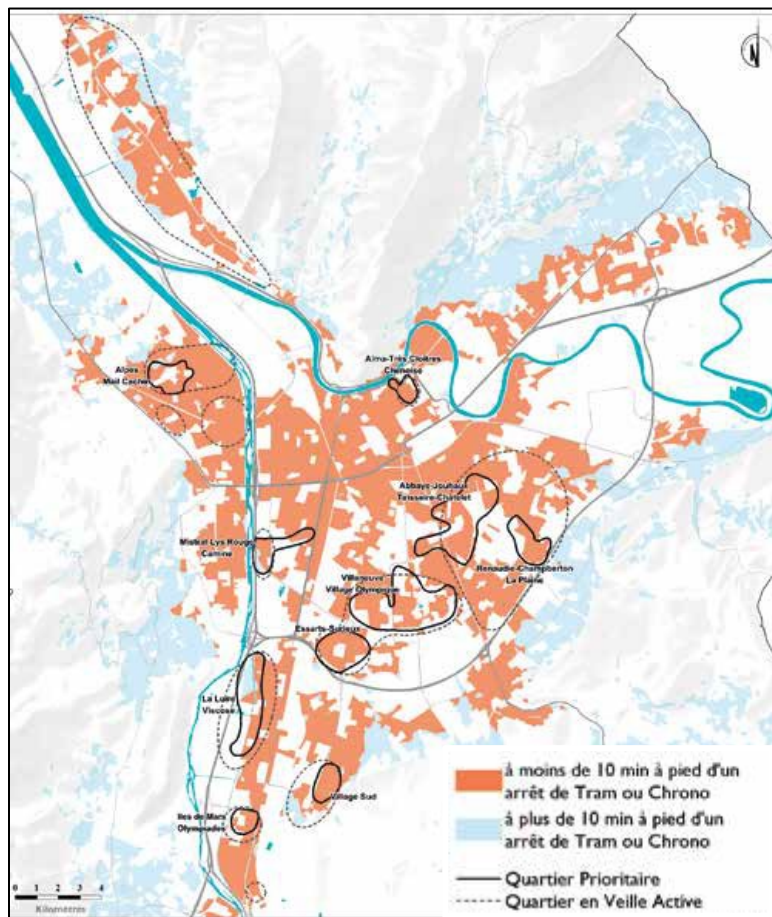 N
Alma-Très Cloîtres
Chenoise
Alpes
Mail Cachin
Abbaye-Jouhaux
Teisseire-Chatelet
Mistral Lys Rouge
Camine
Renaudie-Champberton
La Plaine
Villeneuve
Village Olympique
Essarts-Surieux
La Luire
Viscose
Village Sud
Iles de Mars
Olympiades
à moins de 10 min à pied d'un
arrêt de Tram ou Chrono
à plus de 10 min à pied d'un
arrêt de Tram ou Chrono
Quartier Prioritaire
Quartier en Veille Active
0 1 2 3 4
Kilomètres